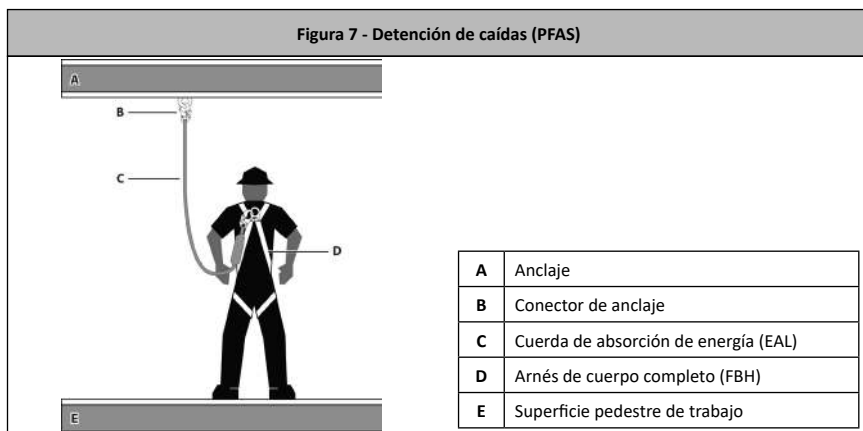 Figura 7 - Detención de caídas (PFAS)
A
B
C
D
E
A Anclaje
B Conector de anclaje
C Cuerda de absorción de energía (EAL)
D Arnés de cuerpo completo (FBH)
E Superficie pedestre de trabajo